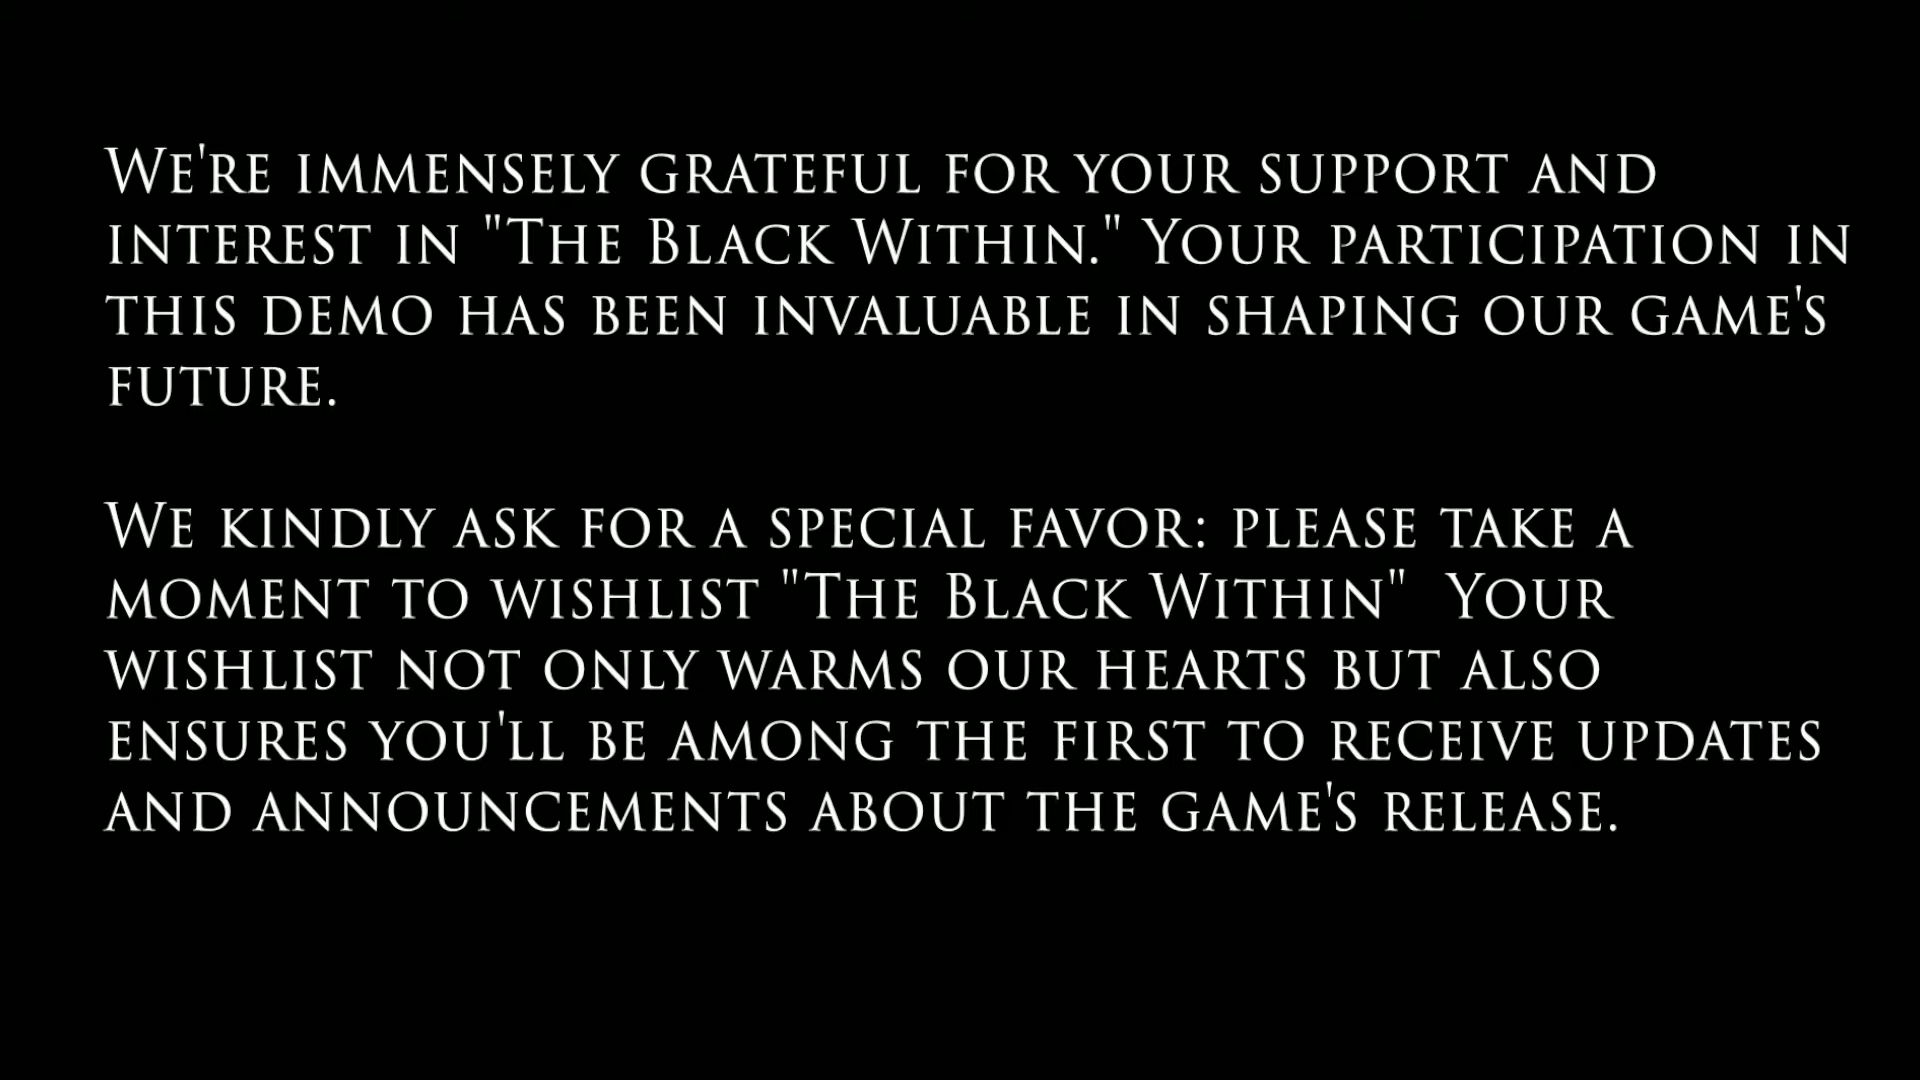 We're immensely grateful for your support and
interest in "The Black Within." Your participation in
this demo has been invaluable in shaping our game's
future.
We kindly ask for a special favor: please take a
moment to wishlist "The Black Within"  Your
wishlist not only warms our hearts but also
ensures you'll be among the first to receive updates
and announcements about the game's release.